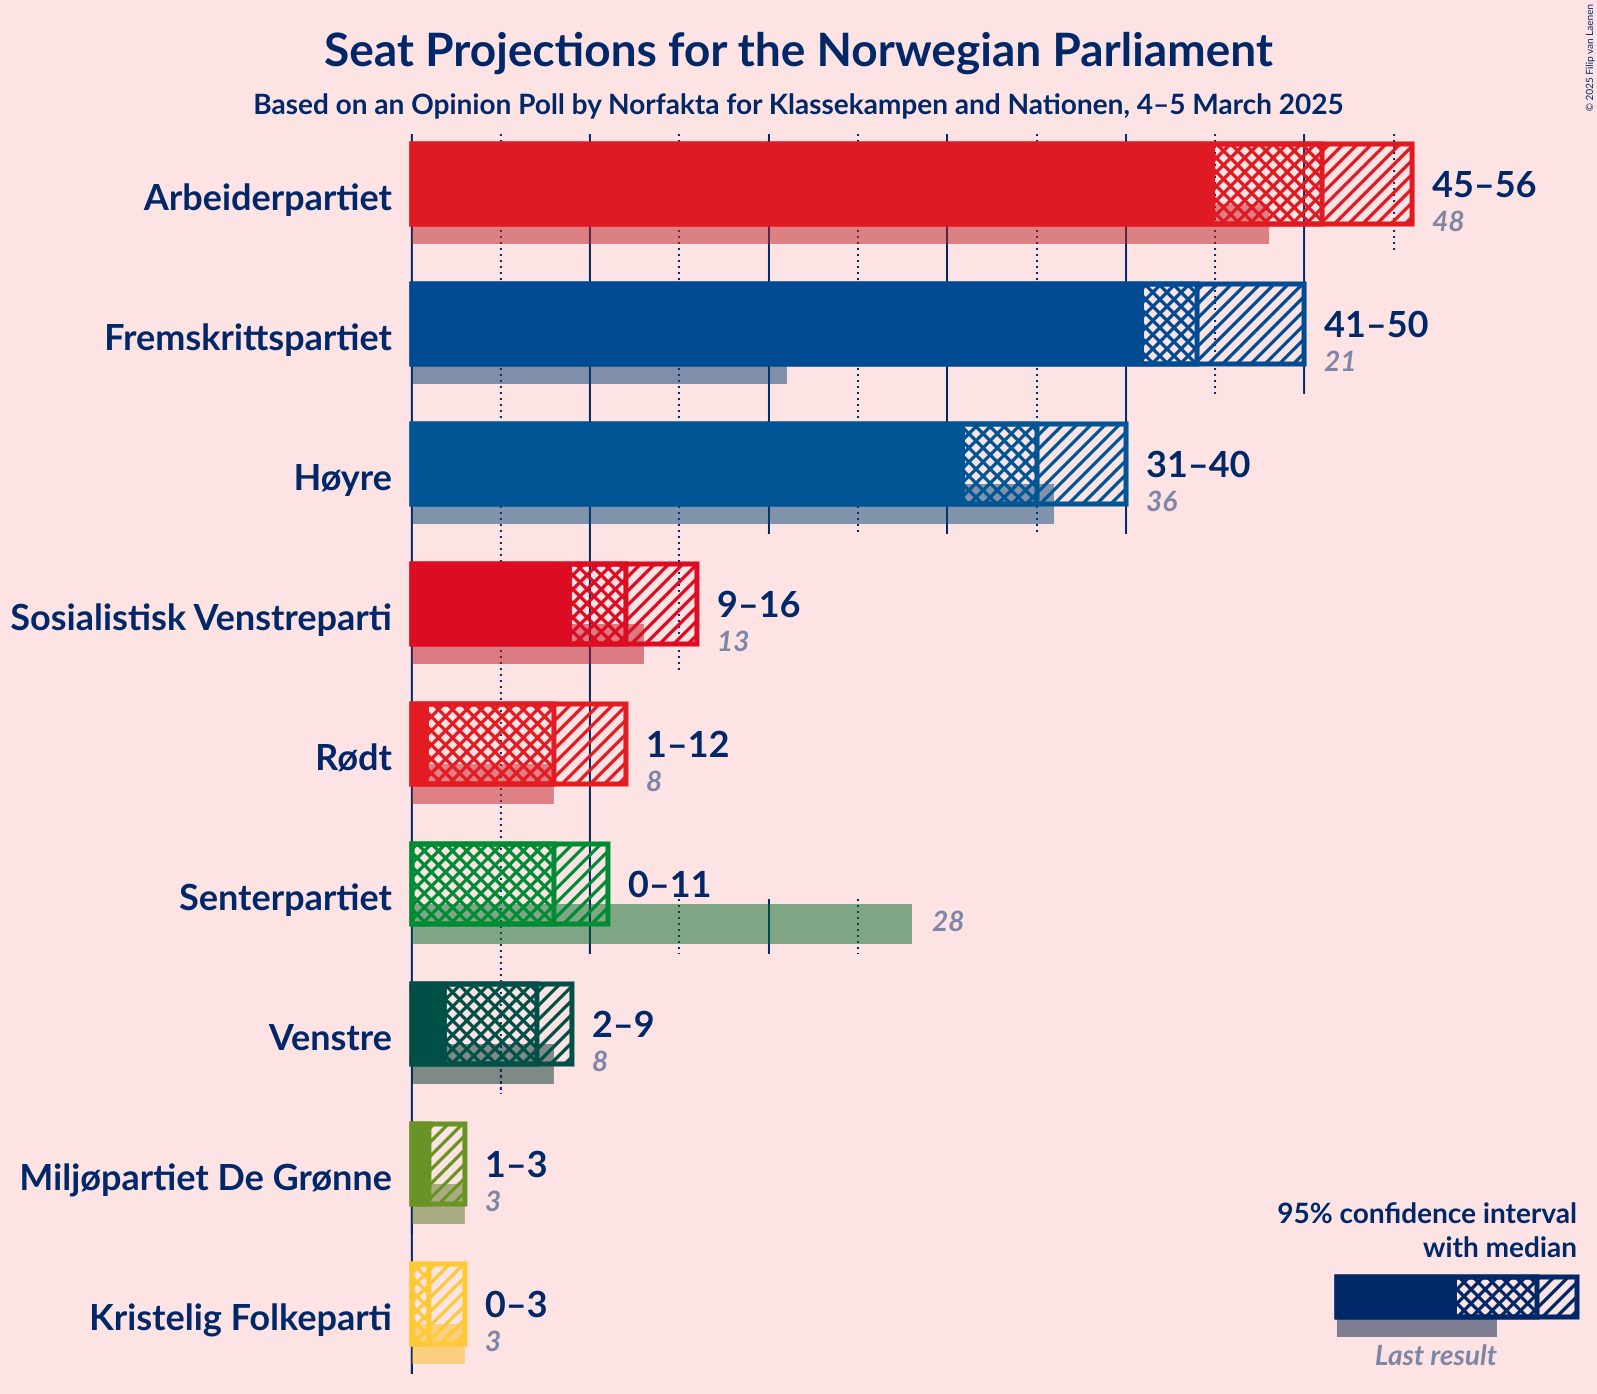 Seat Projections for the Norwegian Parliament
Based on an Opinion Poll by Norfakta for Klassekampen and Nationen, 4–5 March 2025
© 2025 Filip van Laenen
Arbeiderpartiet
45–56
48
Fremskrittspartiet
41–50
21
Høyre
31–40
36
Sosialistisk Venstreparti
9–16
13
Rødt
1–12
8
Senterpartiet
0–11
28
Venstre
2–9
8
Miljøpartiet De Grønne
1–3
3
Kristelig Folkeparti
0–3
3
95% confidence interval
with median
Last result